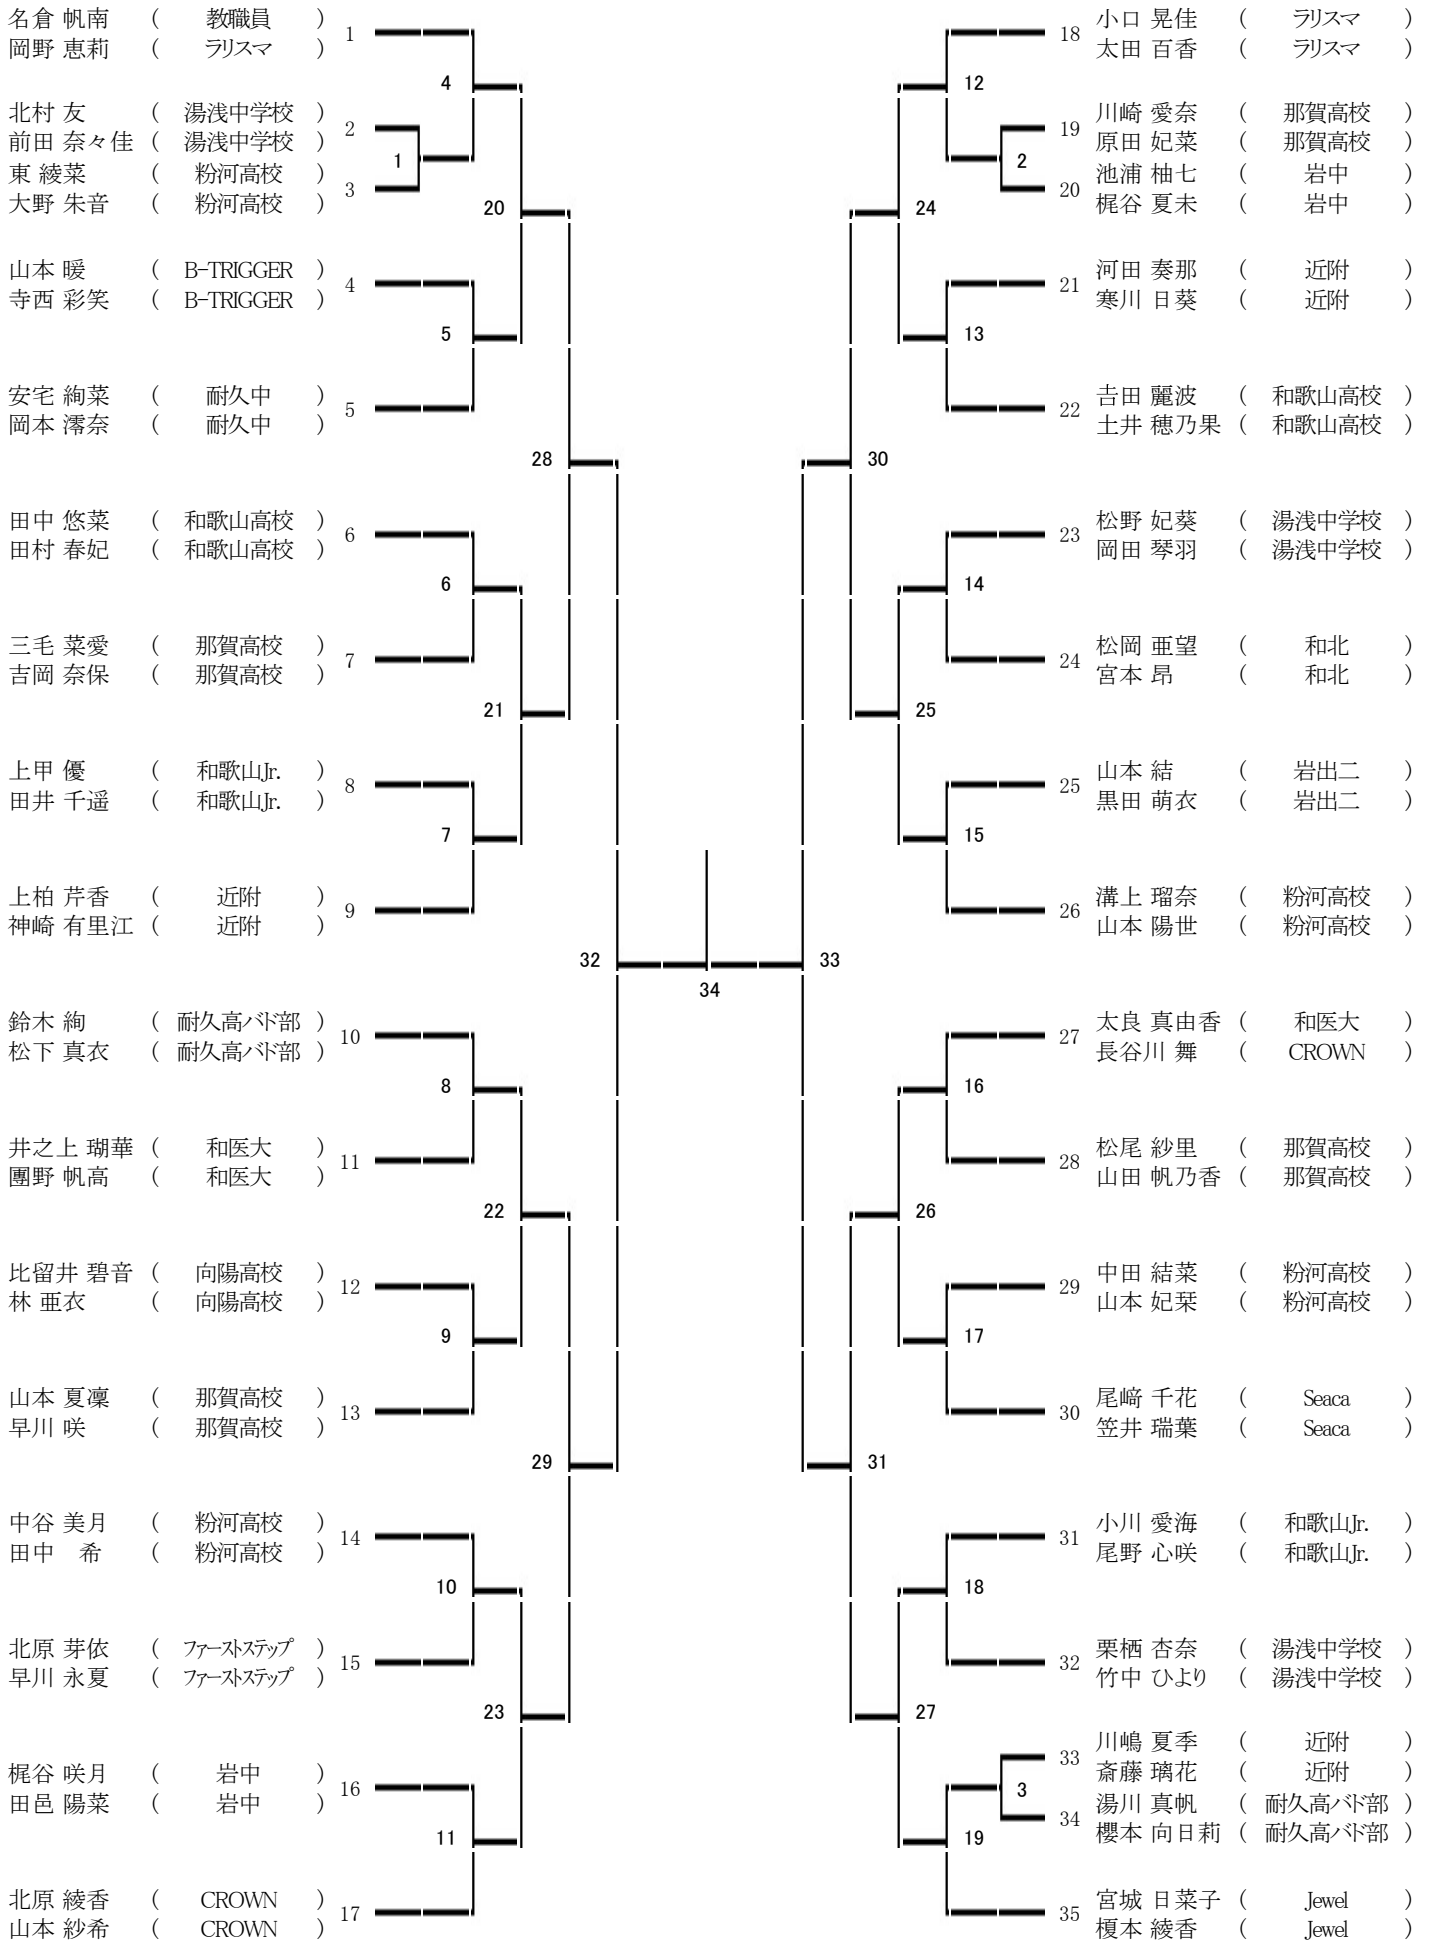 名倉 帆南 ( 教職員 )
1
岡野 恵莉 ( ラリスマ )
4
北村 友 ( 湯浅中学校 )
2
前田 奈々佳 ( 湯浅中学校 )
1
東 綾菜 ( 粉河高校 )
3
大野 朱音 ( 粉河高校 )
20
山本 暖 ( B-TRIGGER )
4
寺西 彩笑 ( B-TRIGGER )
5
安宅 絢菜 ( 耐久中 )
5
岡本 澪奈 ( 耐久中 )
28
田中 悠菜 ( 和歌山高校 )
6
田村 春妃 ( 和歌山高校 )
6
三毛 菜愛 ( 那賀高校 )
7
吉岡 奈保 ( 那賀高校 )
21
上甲 優 ( 和歌山Jr. )
8
田井 千遥 ( 和歌山Jr. )
7
上柏 芹香 ( 近附 )
9
神崎 有里江 ( 近附 )
32
鈴木 絢 ( 耐久高バド部 )
10
松下 真衣 ( 耐久高バド部 )
8
井之上 瑚華 ( 和医大 )
11
團野 帆高 ( 和医大 )
22
比留井 碧音 ( 向陽高校 )
12
林 亜衣 ( 向陽高校 )
9
山本 夏凜 ( 那賀高校 )
13
早川 咲 ( 那賀高校 )
29
中谷 美月 ( 粉河高校 )
14
田中 希 ( 粉河高校 )
10
北原 芽依 ( ファーストステップ )
15
早川 永夏 ( ファーストステップ )
23
梶谷 咲月 ( 岩中 )
16
田邑 陽菜 ( 岩中 )
11
北原 綾香 ( CROWN )
17
山本 紗希 ( CROWN )
34
小口 晃佳 ( ラリスマ )
18
太田 百香 ( ラリスマ )
12
川崎 愛奈 ( 那賀高校 )
19
原田 妃菜 ( 那賀高校 )
2
池浦 柚七 ( 岩中 )
20
梶谷 夏未 ( 岩中 )
24
河田 奏那 ( 近附 )
21
寒川 日葵 ( 近附 )
13
𠮷田 麗波 ( 和歌山高校 )
22
土井 穂乃果 ( 和歌山高校 )
30
松野 妃葵 ( 湯浅中学校 )
23
岡田 琴羽 ( 湯浅中学校 )
14
松岡 亜望 ( 和北 )
24
宮本 昂 ( 和北 )
25
山本 結 ( 岩出二 )
25
黒田 萌衣 ( 岩出二 )
15
溝上 瑠奈 ( 粉河高校 )
26
山本 陽世 ( 粉河高校 )
33
太良 真由香 ( 和医大 )
27
長谷川 舞 ( CROWN )
16
松尾 紗里 ( 那賀高校 )
28
山田 帆乃香 ( 那賀高校 )
26
中田 結菜 ( 粉河高校 )
29
山本 妃栞 ( 粉河高校 )
17
尾﨑 千花 ( Seaca )
30
笠井 瑞葉 ( Seaca )
31
小川 愛海 ( 和歌山Jr. )
31
尾野 心咲 ( 和歌山Jr. )
18
栗栖 杏奈 ( 湯浅中学校 )
32
竹中 ひより ( 湯浅中学校 )
27
川嶋 夏季 ( 近附 )
33
斎藤 璃花 ( 近附 )
3
湯川 真帆 ( 耐久高バド部 )
34
櫻本 向日莉 ( 耐久高バド部 )
19
宮城 日菜子 ( Jewel )
35
榎本 綾香 ( Jewel )